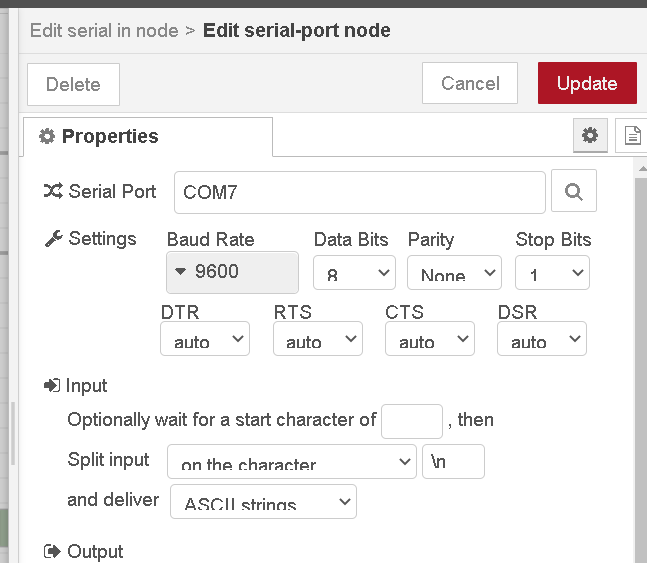 Edit serial in node > Edit serial-port node
Delete Cancel Update
Properties
Serial Port COM7
Settings Baud Rate Data Bits Parity Stop Bits
9600 8 None 1
DTR RTS CTS DSR
auto auto auto auto
Input
Optionally wait for a start character of , then
Split input on the character \n
and deliver ASCII strings
Output